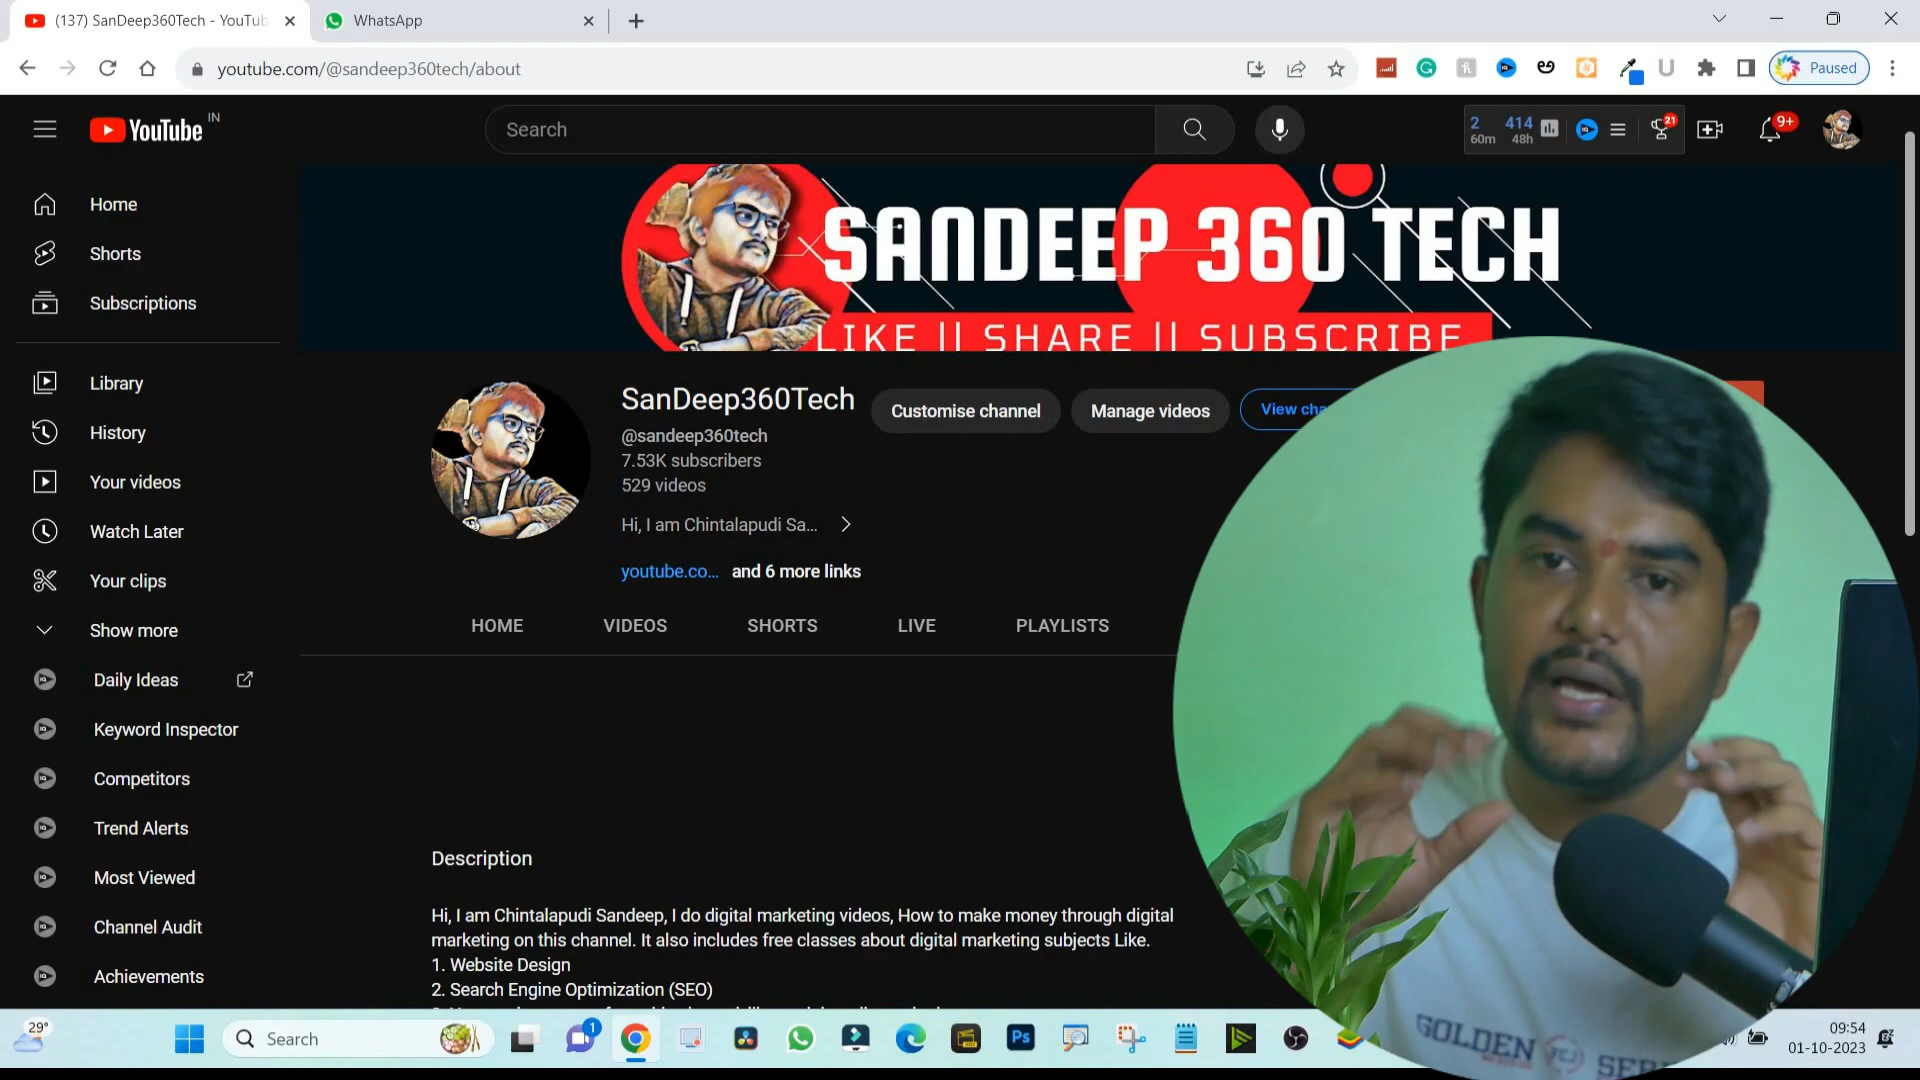 (137) SanDeep360Tech - YouTub
WhatsApp
youtube.com/@sandeep360tech/about
Paused
YouTube IN
Search
2
60m
414
48h
21
9+
SANDEEP 360 TECH
LIKE || SHARE || SUBSCRIBE
Home
Shorts
Subscriptions
Library
History
Your videos
Watch Later
Your clips
Show more
Daily Ideas
Keyword Inspector
Competitors
Trend Alerts
Most Viewed
Channel Audit
Achievements
SanDeep360Tech
Customise channel
Manage videos
View cha
@sandeep360tech
7.53K subscribers
529 videos
Hi, I am Chintalapudi Sa...
youtube.co... and 6 more links
HOME
VIDEOS
SHORTS
LIVE
PLAYLISTS
Description
Hi, I am Chintalapudi Sandeep, I do digital marketing videos, How to make money through digital
marketing on this channel. It also includes free classes about digital marketing subjects Like.
1. Website Design
2. Search Engine Optimization (SEO)
GOLDEN
SER
29°
Search
1
Ps
09:54
01-10-2023